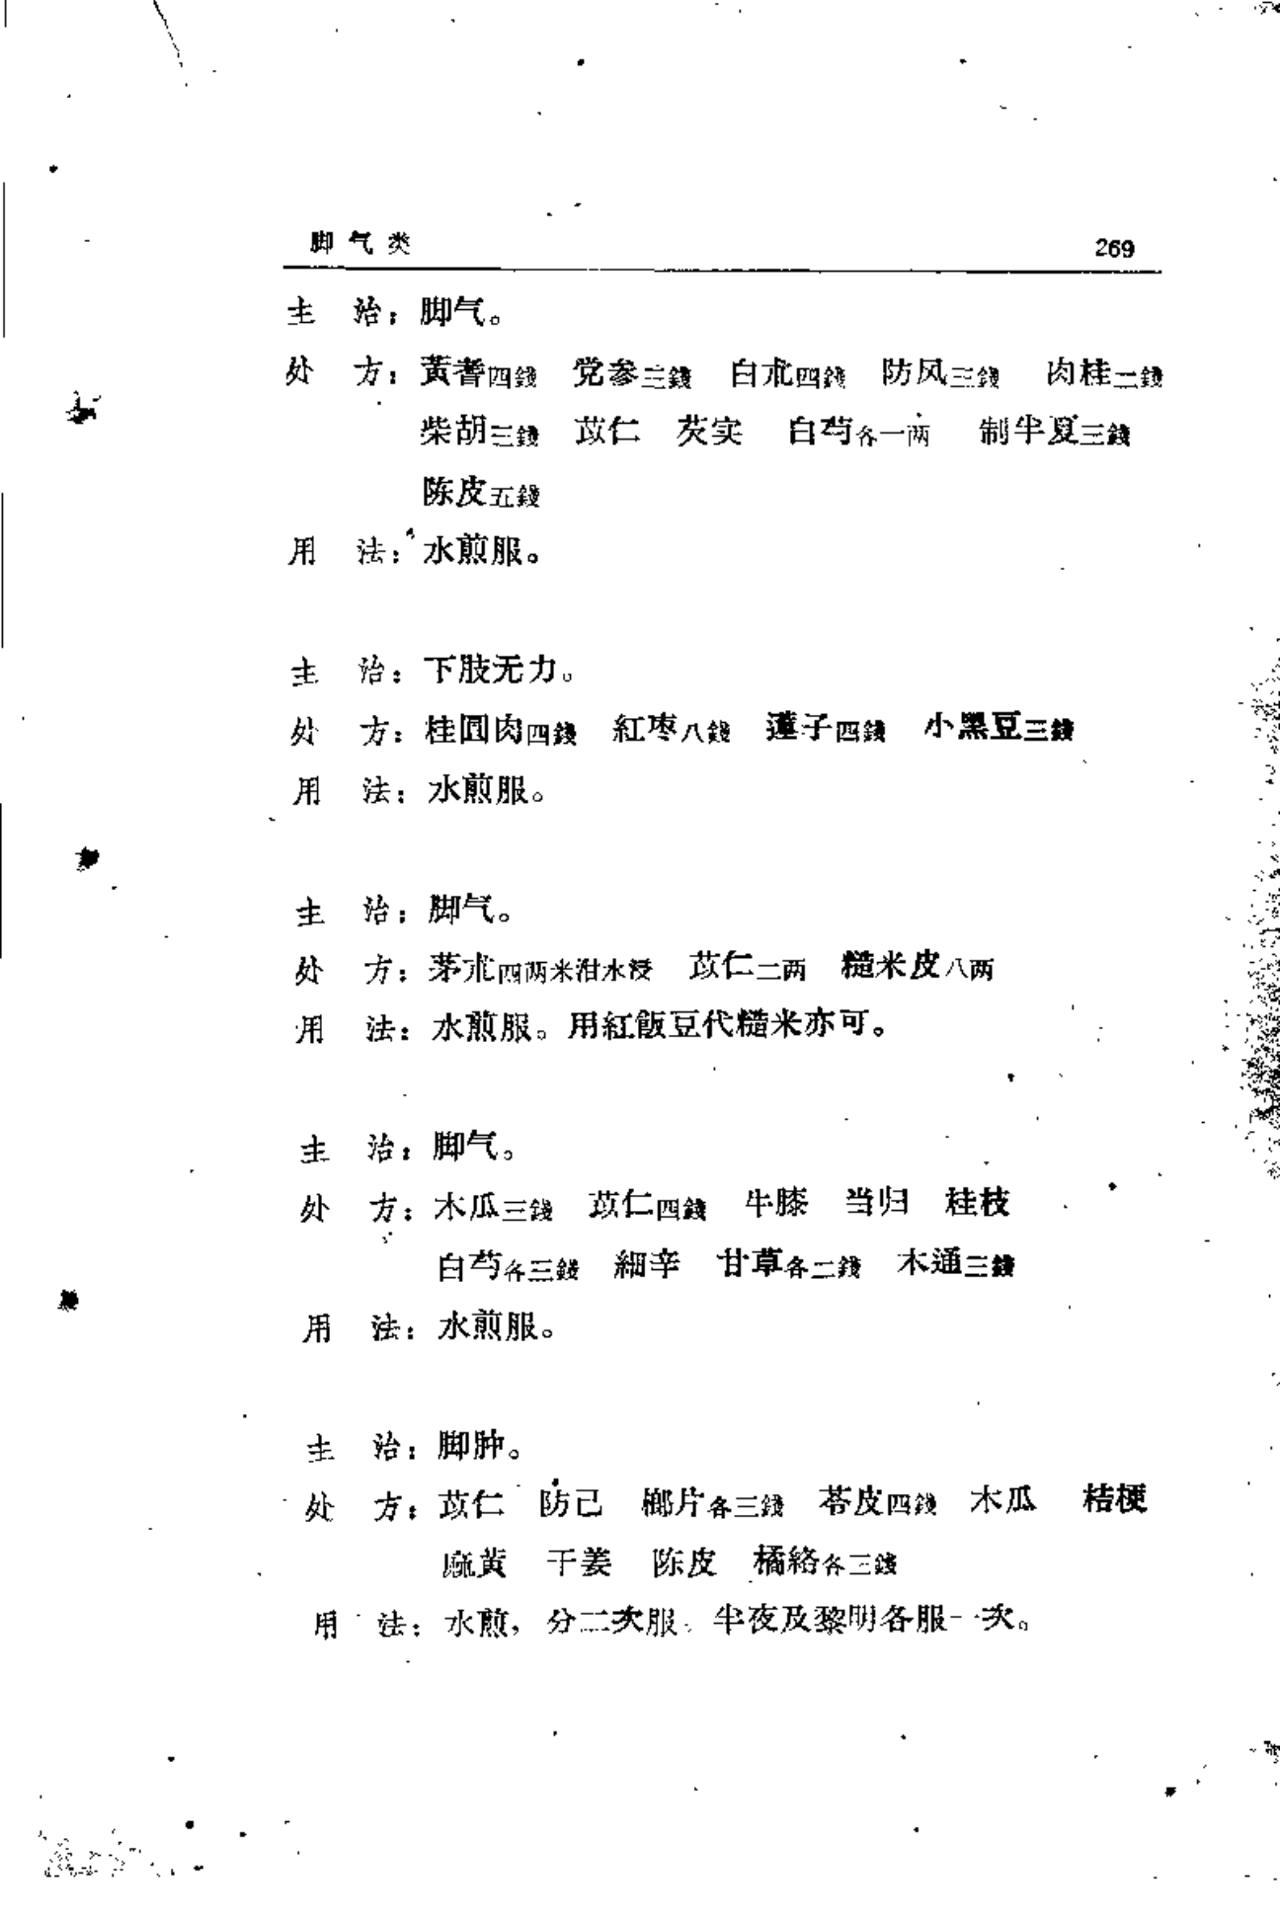 脚气类 269
主 治：脚气。
处 方：黃耆四錢 党参三錢 白朮四錢 防风三錢 肉桂二錢
柴胡三錢 苡仁 芡实 白芍各一两 制半夏三錢
陈皮五錢
用 法：水煎服。
主 治：下肢无力。
处 方：桂圆肉四錢 紅枣八錢 蓮子四錢 小黑豆三錢
用 法：水煎服。
主 治：脚气。
处 方：茅朮四两米泔水浸 苡仁二两 糙米皮八两
用 法：水煎服。用紅飯豆代糙米亦可。
主 治：脚气。
处 方：木瓜三錢 苡仁四錢 牛膝 当归 桂枝
白芍各三錢 細辛 甘草各二錢 木通三錢
用 法：水煎服。
主 治：脚肿。
处 方：苡仁 防己 榔片各三錢 苓皮四錢 木瓜 桔梗
麻黄 干姜 陈皮 橘絡各三錢
用 法：水煎，分二次服。半夜及黎明各服一次。